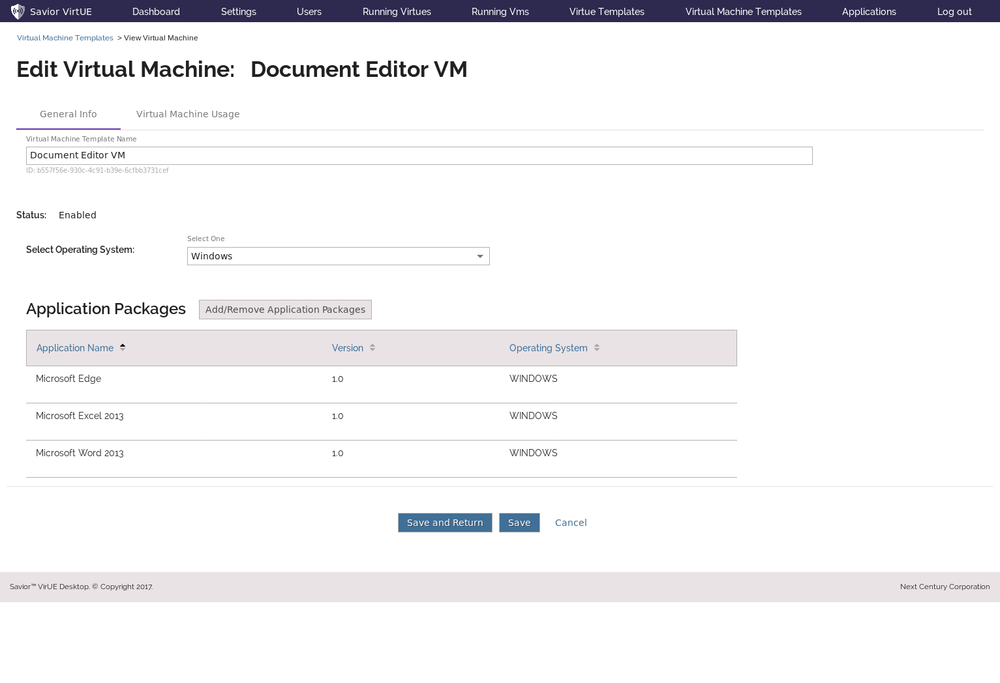 Savior VirtUE Dashboard Settings Users Running Virtues Running Vms Virtue Templates Virtual Machine Templates Applications Log out
Virtual Machine Templates > View Virtual Machine
Edit Virtual Machine: Document Editor VM
General Info Virtual Machine Usage
Virtual Machine Template Name
Document Editor VM
ID: b557f56e-930c-4c91-b39e-6cfbb3731cef
Status: Enabled
Select One
Select Operating System:
Windows
Application Packages Add/Remove Application Packages
Application Name Version Operating System
Microsoft Edge 1.0 WINDOWS
Microsoft Excel 2013 1.0 WINDOWS
Microsoft Word 2013 1.0 WINDOWS
Save and Return Save Cancel
Savior™ VirUE Desktop. © Copyright 2017. Next Century Corporation